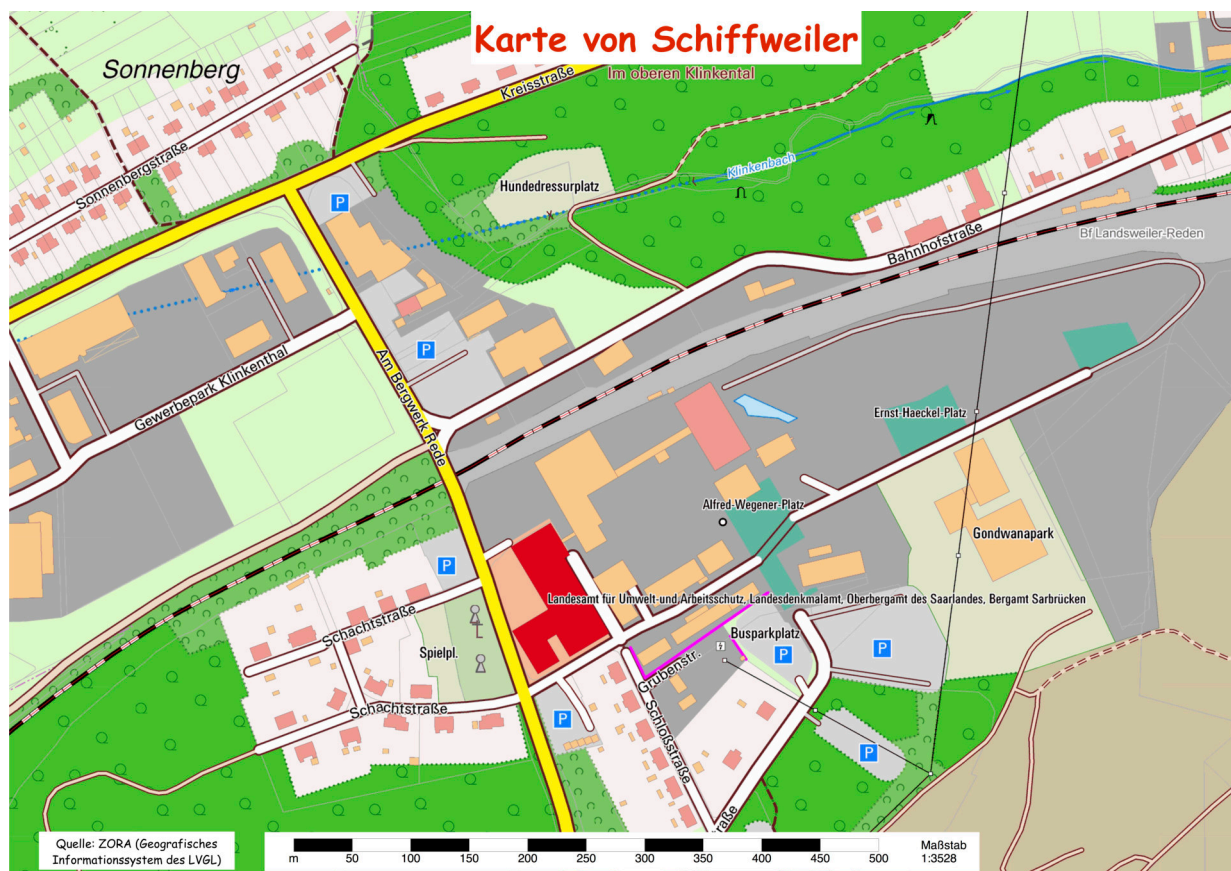 Karte von Schiffweiler
Sonnenberg
Im oberen Klinkental
Kreisstraße
Sonnenbergstraße
Hundedressurplatz
Klinkenbach
P
Bahnhofstraße
Bf Landsweiler-Reden
P
Gewerbepark Klinkenthal
Am Bergwerk Rede
Ernst-Haeckel-Platz
Alfred-Wegener-Platz
Gondwanapark
P
Landesamt für Umwelt-und Arbeitsschutz, Landesdenkmalamt, Oberbergamt des Saarlandes, Bergamt Sarbrücken
Schachtstraße
Spielpl.
Busparkplatz
P
P
Grubenstr.
Schachtstraße
P
Schloßstraße
P
straße
Quelle: ZORA (Geografisches
Informationssystem des LVGL)
m 50 100 150 200 250 300 350 400 450 500
Maßstab
1:3528